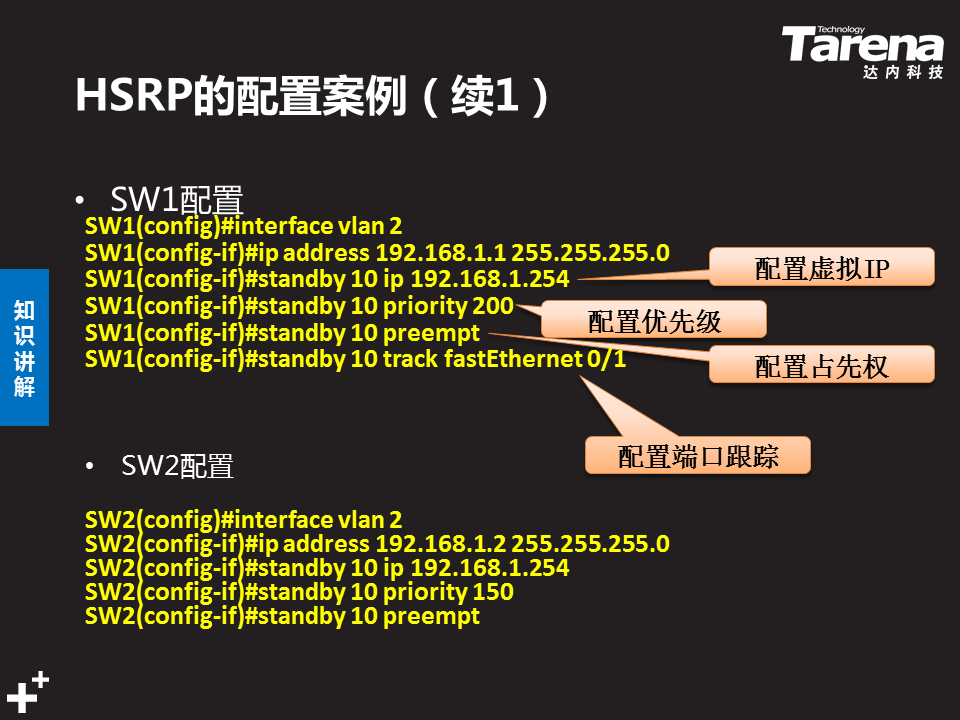 Technology
Tarena
达内科技
HSRP的配置案例（续1）
• SW1配置
SW1(config)#interface vlan 2
SW1(config-if)#ip address 192.168.1.1 255.255.255.0
SW1(config-if)#standby 10 ip 192.168.1.254
SW1(config-if)#standby 10 priority 200
SW1(config-if)#standby 10 preempt
SW1(config-if)#standby 10 track fastEthernet 0/1
配置虚拟IP
配置优先级
配置占先权
配置端口跟踪
知识讲解
• SW2配置
SW2(config)#interface vlan 2
SW2(config-if)#ip address 192.168.1.2 255.255.255.0
SW2(config-if)#standby 10 ip 192.168.1.254
SW2(config-if)#standby 10 priority 150
SW2(config-if)#standby 10 preempt